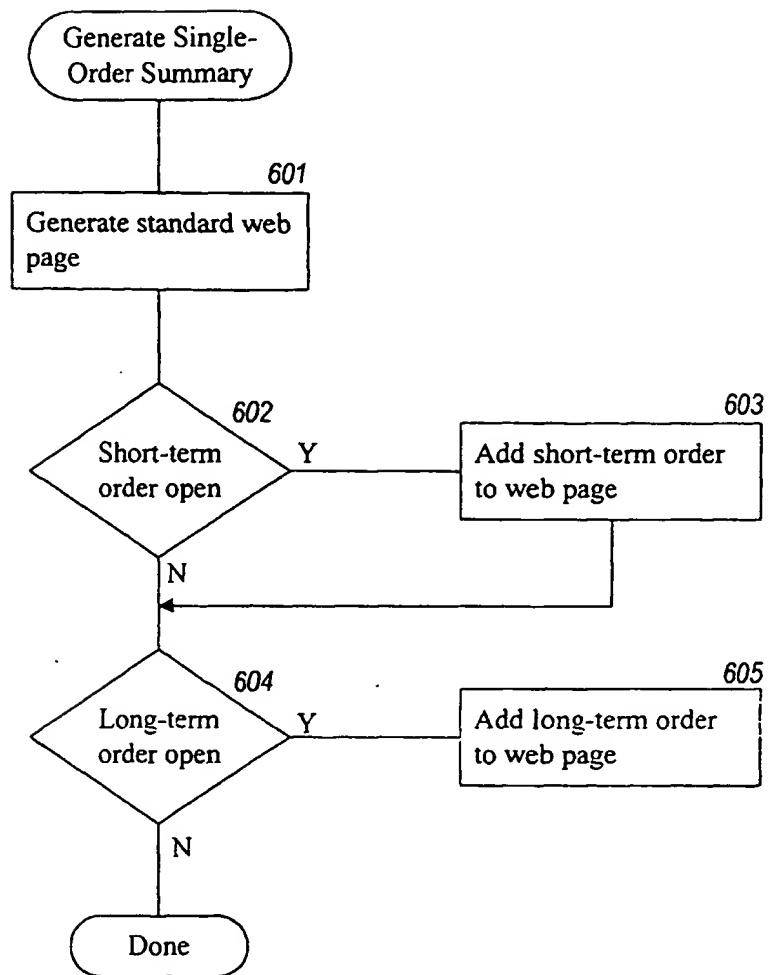 Generate Single-
Order Summary
601
Generate standard web
page
602
Short-term
order open
Y
N
603
Add short-term order
to web page
604
Long-term
order open
Y
N
605
Add long-term order
to web page
Done